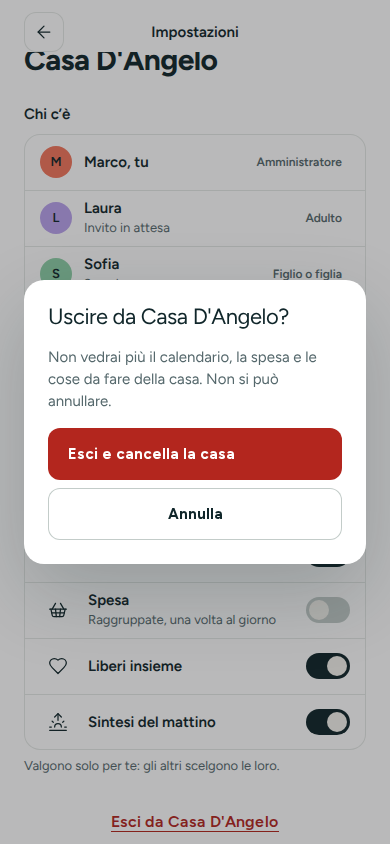 Impostazioni
Casa D'Angelo
Chi c'è
M
Marco, tu
Amministratore
L
Laura
Invito in attesa
Adulto
S
Sofia
Figlio o figlia
Uscire da Casa D'Angelo?
Non vedrai più il calendario, la spesa e le
cose da fare della casa. Non si può
annullare.
Esci e cancella la casa
Annulla
Spesa
Raggruppate, una volta al giorno
Liberi insieme
Sintesi del mattino
Valgono solo per te: gli altri scelgono le loro.
Esci da Casa D'Angelo